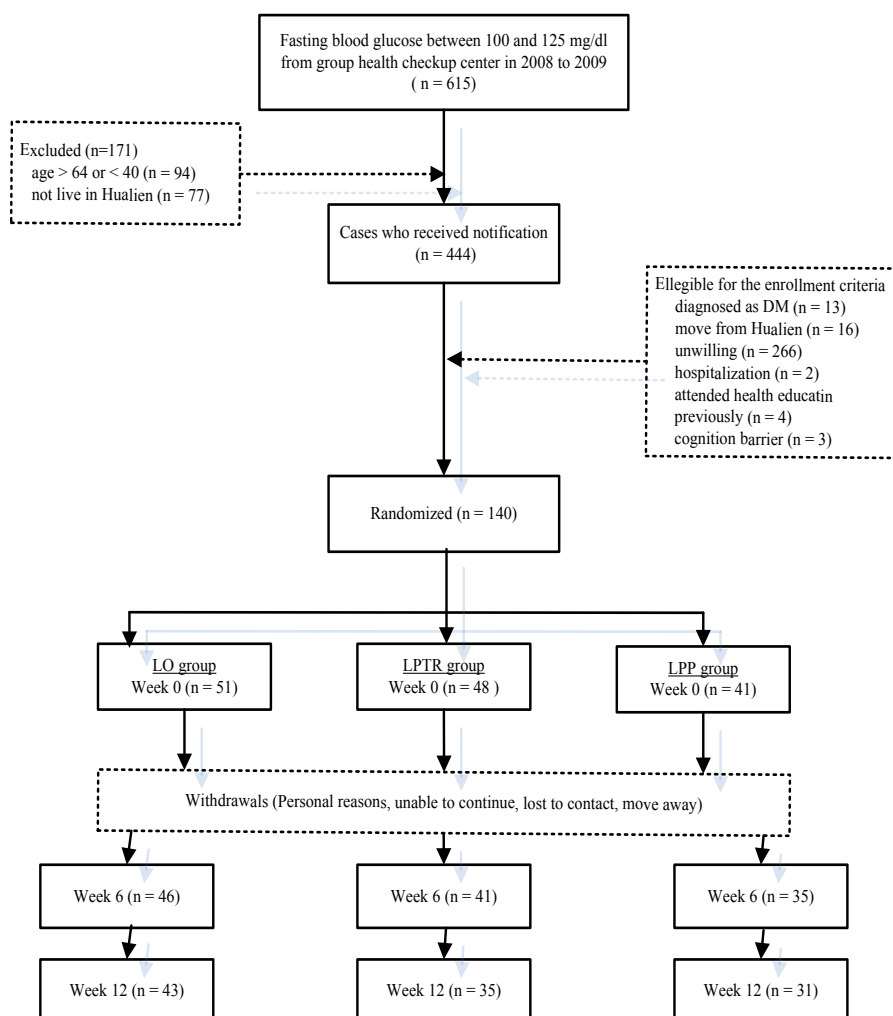 Fasting blood glucose between 100 and 125 mg/dl
from group health checkup center in 2008 to 2009
( n = 615)
Excluded (n=171)
age > 64 or < 40 (n = 94)
not live in Hualien (n = 77)
Cases who received notification
(n = 444)
Ellegible for the enrollment criteria
diagnosed as DM (n = 13)
move from Hualien (n = 16)
unwilling (n = 266)
hospitalization (n = 2)
attended health educatin
previously (n = 4)
cognition barrier (n = 3)
Randomized (n = 140)
LO group
Week 0 (n = 51)
LPTR group
Week 0 (n = 48 )
LPP group
Week 0 (n = 41)
Withdrawals (Personal reasons, unable to continue, lost to contact, move away)
Week 6 (n = 46)
Week 6 (n = 41)
Week 6 (n = 35)
Week 12 (n = 43)
Week 12 (n = 35)
Week 12 (n = 31)